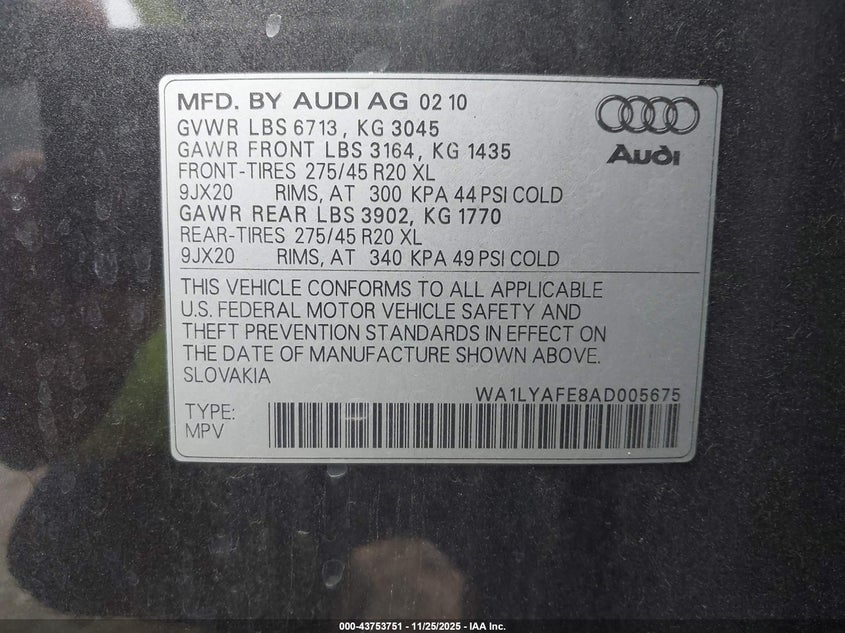 MFD. BY AUDI AG 02 10
GVWR LBS 6713, KG 3045
GAWR FRONT LBS 3164, KG 1435
FRONT-TIRES 275/45 R20 XL
9JX20 RIMS, AT 300 KPA 44 PSI COLD
GAWR REAR LBS 3902, KG 1770
REAR-TIRES 275/45 R20 XL
9JX20 RIMS, AT 340 KPA 49 PSI COLD
Audi
THIS VEHICLE CONFORMS TO ALL APPLICABLE
U.S. FEDERAL MOTOR VEHICLE SAFETY AND
THEFT PREVENTION STANDARDS IN EFFECT ON
THE DATE OF MANUFACTURE SHOWN ABOVE.
SLOVAKIA
WA1LYAFE8AD005675
TYPE:
MPV
000-43753751 - 11/25/2025 - IAA Inc.